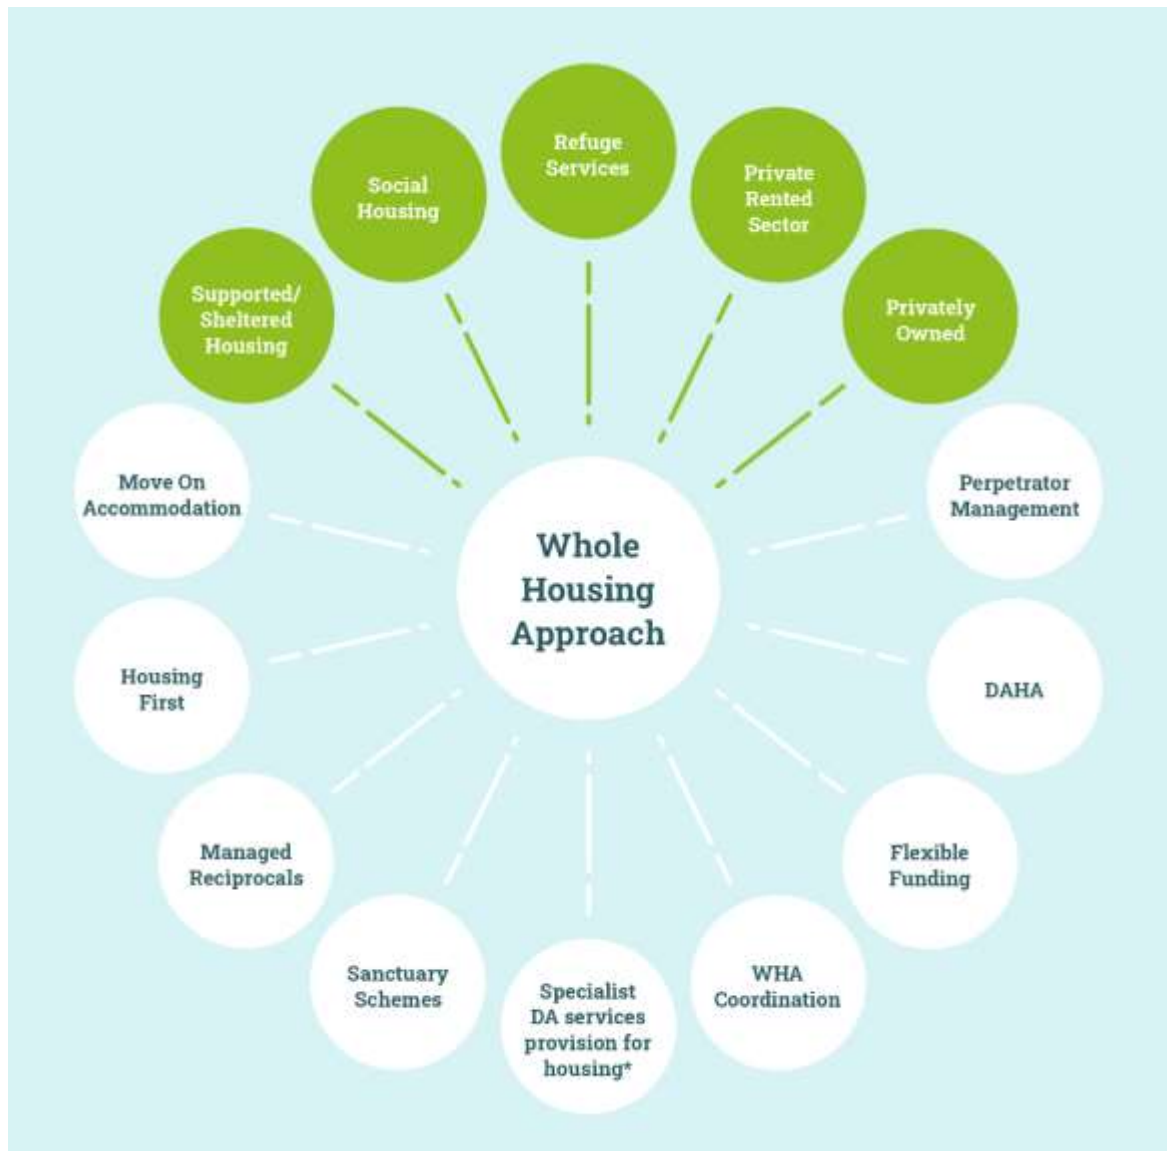 Refuge
Services
Social
Housing
Private
Rented
Sector
Supported/
Sheltered
Housing
Privately
Owned
Move On
Accommodation
Perpetrator
Management
Whole
Housing
Approach
Housing
First
DAHA
Managed
Reciprocals
Flexible
Funding
Sanctuary
Schemes
Specialist
DA services
provision for
housing*
WHA
Coordination